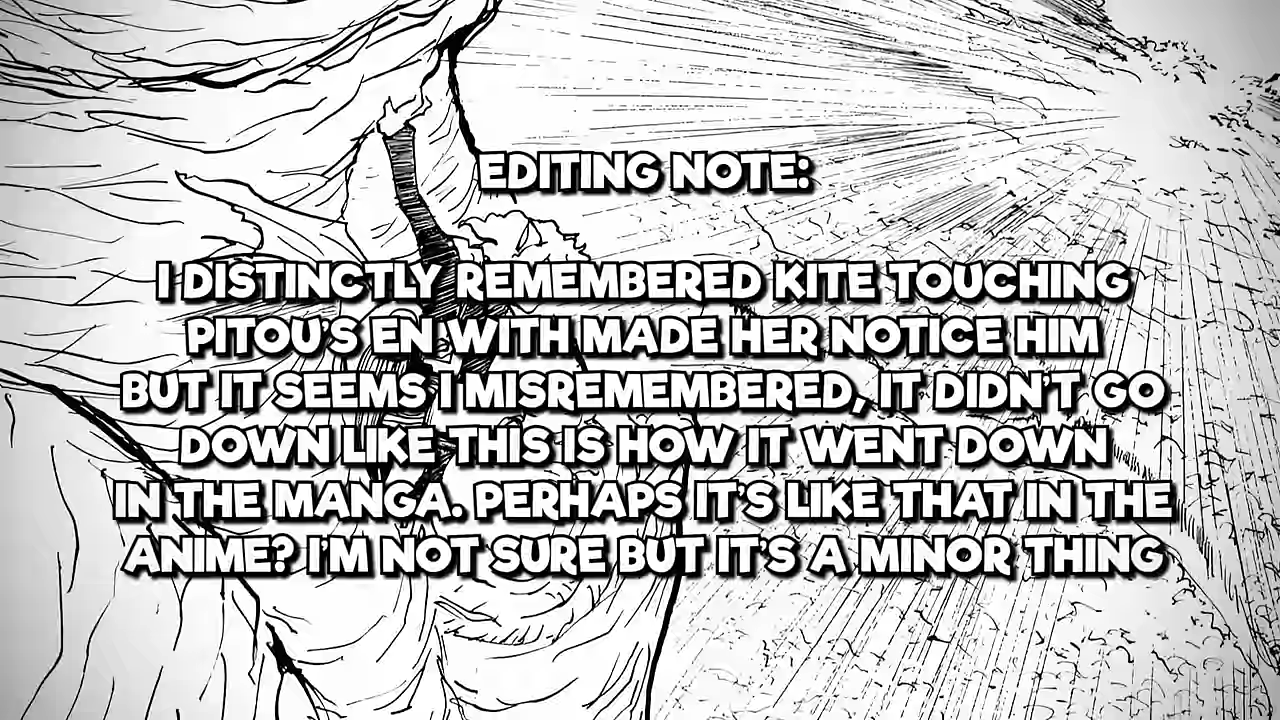 EDITING NOTE:
I DISTINCTLY REMEMBERED KITE TOUCHING
PITOU'S EN WITH MADE HER NOTICE HIM
BUT IT SEEMS I MISREMEMBERED, IT DIDN'T GO
DOWN LIKE THIS IS HOW IT WENT DOWN
IN THE MANGA. PERHAPS IT'S LIKE THAT IN THE
ANIME? I'M NOT SURE BUT IT'S A MINOR THING